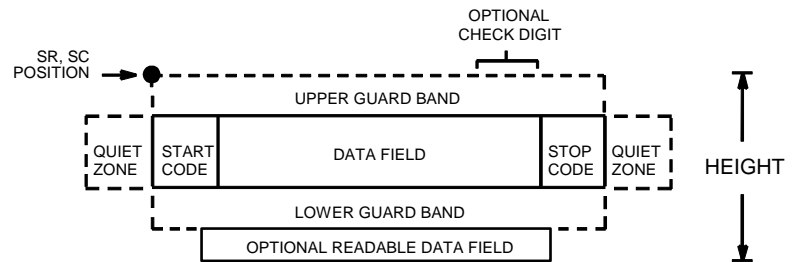 OPTIONAL
CHECK DIGIT
SR, SC
POSITION
UPPER GUARD BAND
QUIET
ZONE
START
CODE
DATA FIELD
STOP
CODE
QUIET
ZONE
HEIGHT
LOWER GUARD BAND
OPTIONAL READABLE DATA FIELD